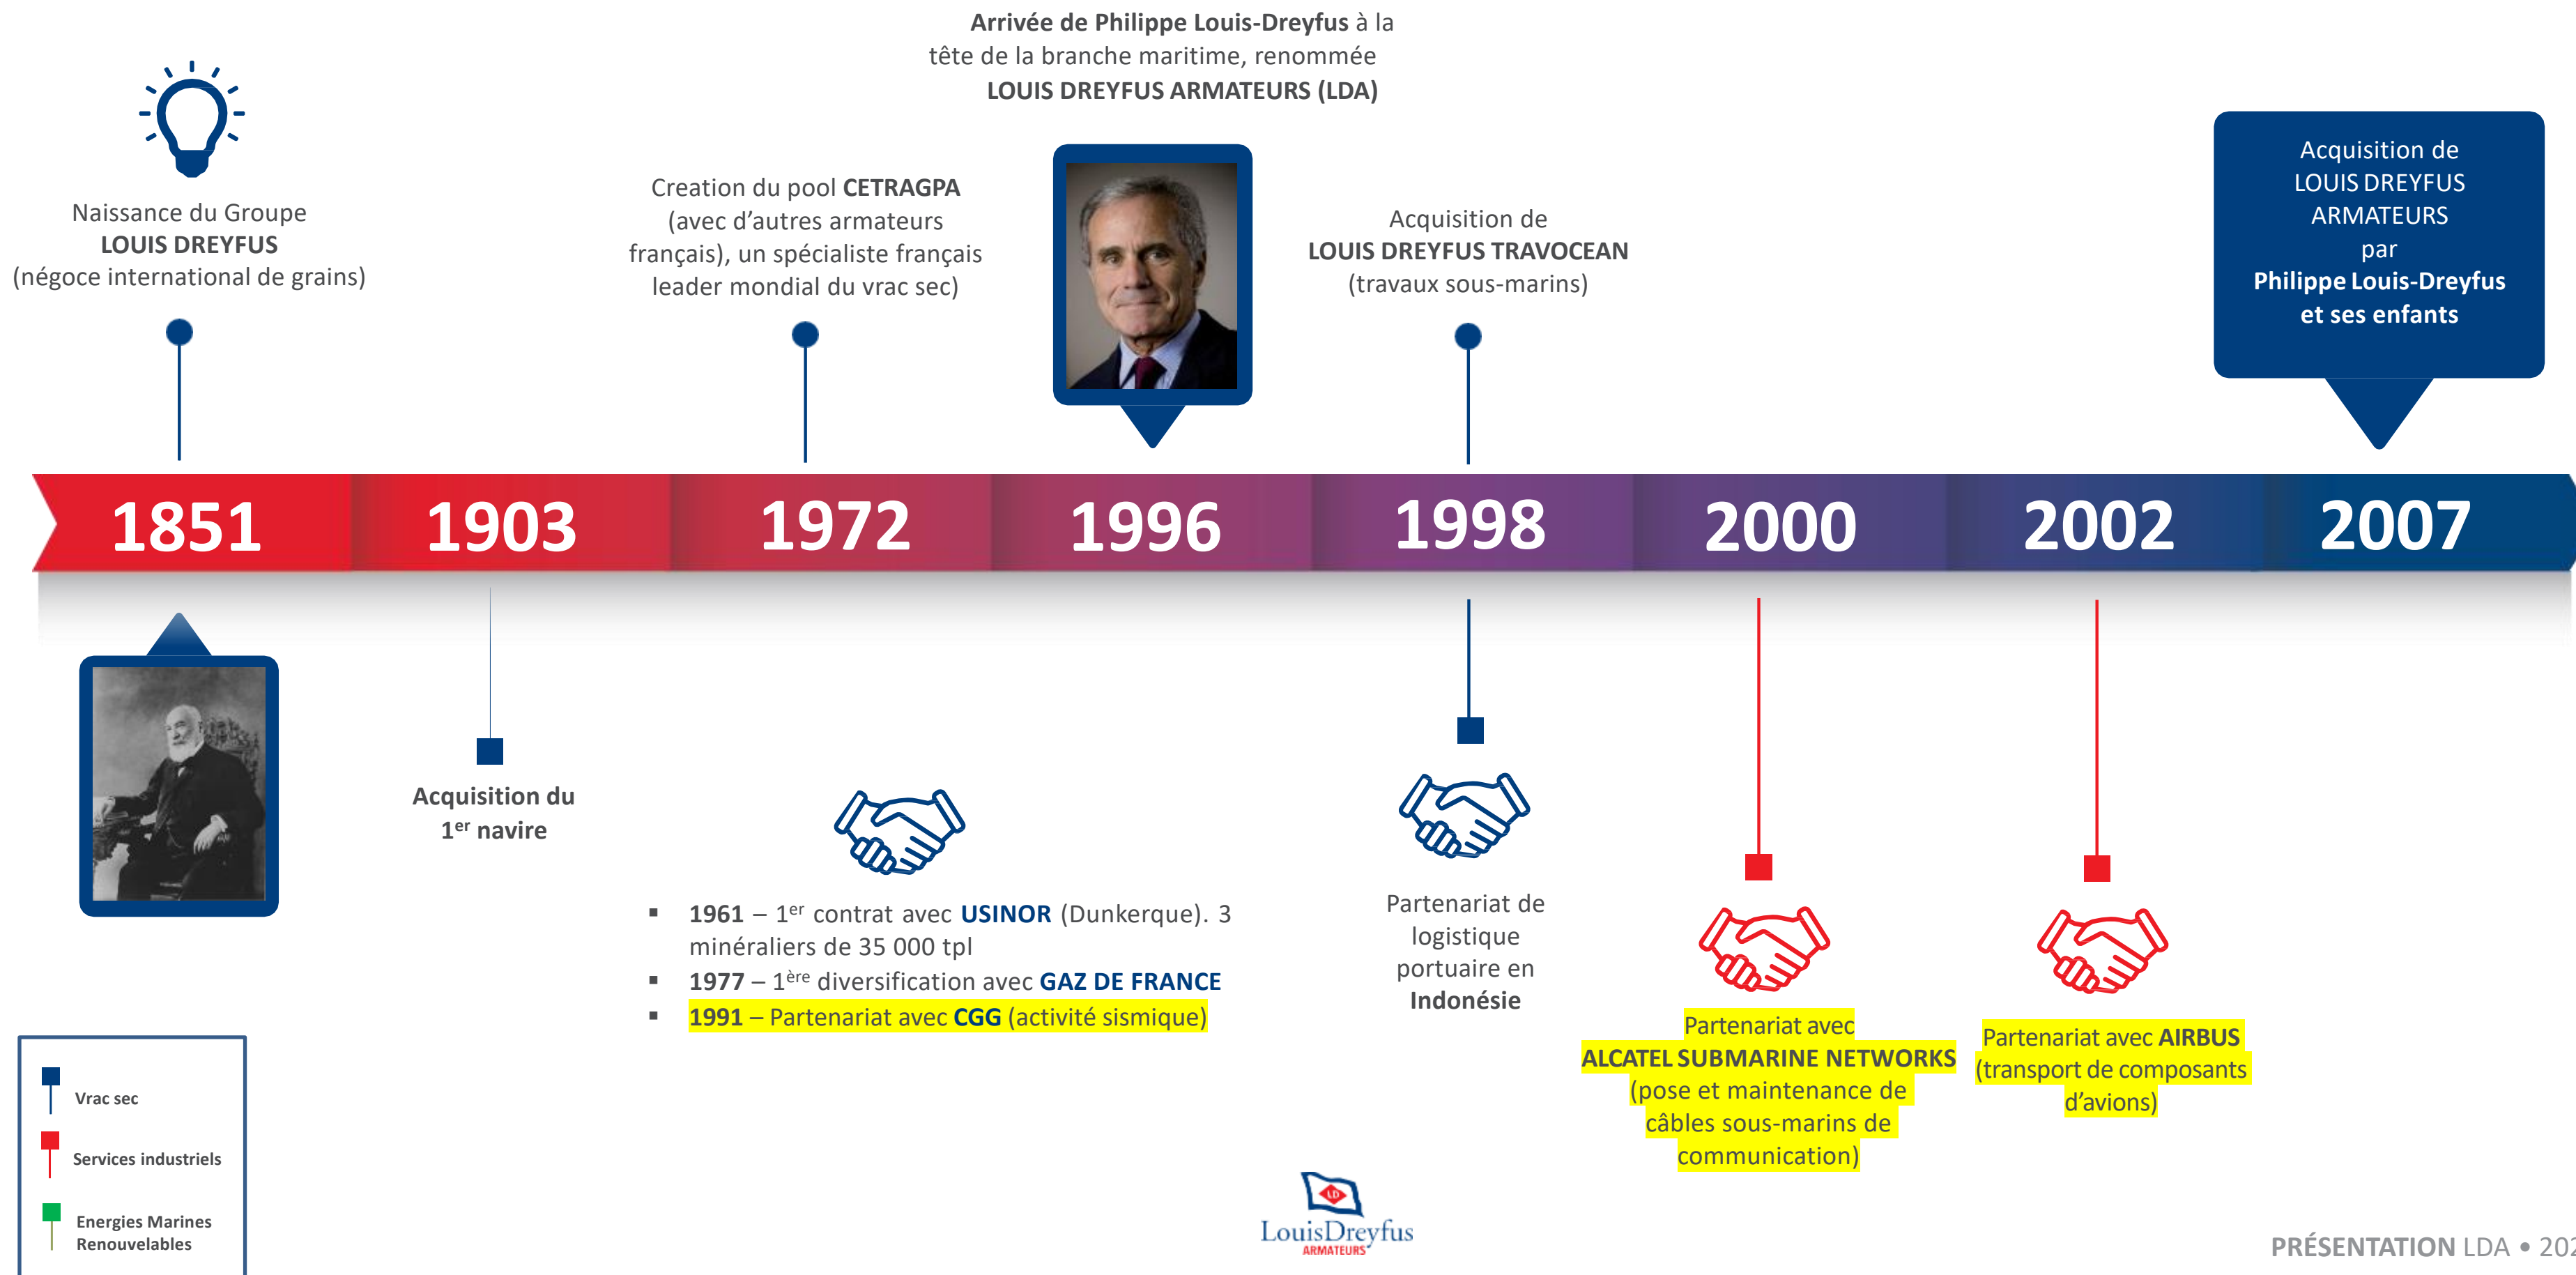 Arrivée de Philippe Louis-Dreyfus à la
tête de la branche maritime, renommée
LOUIS DREYFUS ARMATEURS (LDA)
Naissance du Groupe
LOUIS DREYFUS
(négoce international de grains)
Creation du pool CETRAGPA
(avec d'autres armateurs
français), un spécialiste français
leader mondial du vrac sec)
Acquisition de
LOUIS DREYFUS TRAVOCEAN
(travaux sous-marins)
Acquisition de
LOUIS DREYFUS
ARMATEURS
par
Philippe Louis-Dreyfus
et ses enfants
1851
1903
1972
1996
1998
2000
2002
2007
Acquisition du
1er navire
▪ 1961 – 1er contrat avec USINOR (Dunkerque). 3
minéraliers de 35 000 tpl
▪ 1977 – 1ère diversification avec GAZ DE FRANCE
▪ 1991 – Partenariat avec CGG (activité sismique)
Partenariat de
logistique
portuaire en
Indonésie
Partenariat avec
ALCATEL SUBMARINE NETWORKS
(pose et maintenance de
câbles sous-marins de
communication)
Partenariat avec AIRBUS
(transport de composants
d'avions)
Vrac sec
Services industriels
Energies Marines
Renouvelables
LD
LouisDreyfus
ARMATEURS
PRÉSENTATION LDA • 202